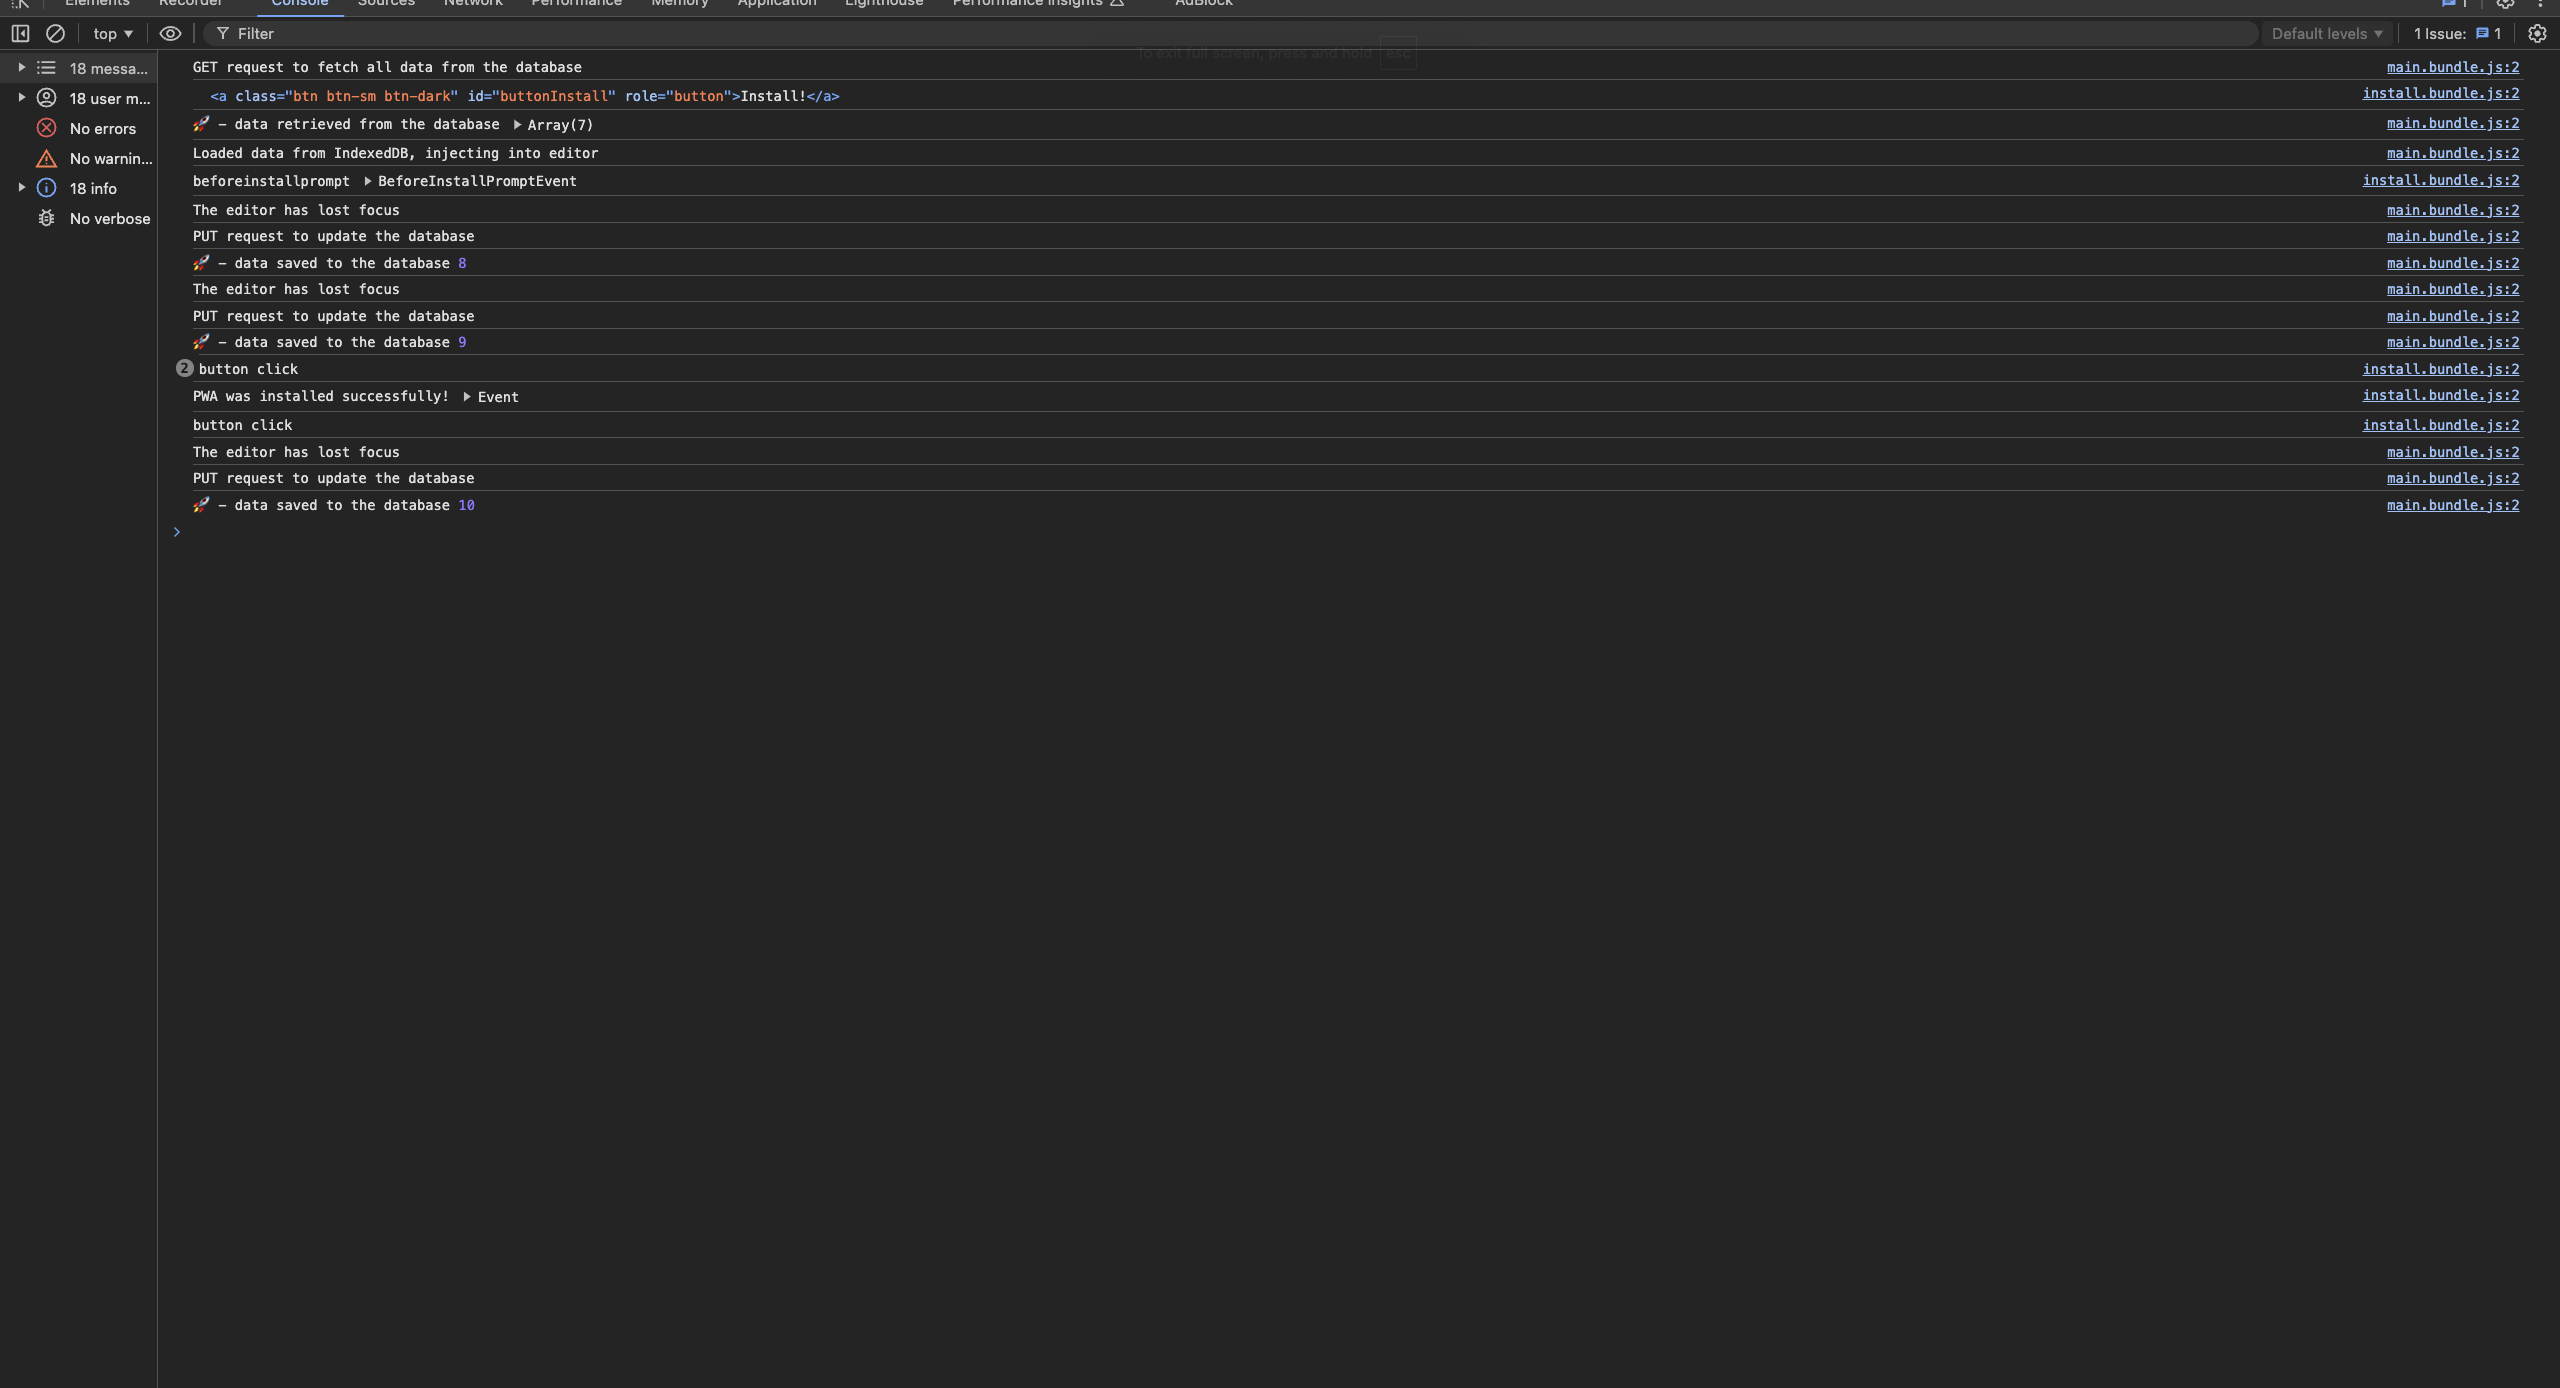 Elements Recorder Console Sources Network Performance Memory Application Lighthouse Performance insights AdBlock 1
top Filter Default levels 1 Issue: 1
To exit full screen, press and hold esc
18 messa...
18 user m...
No errors
No warnin...
18 info
No verbose
GET request to fetch all data from the database main.bundle.js:2
<a class="btn btn-sm btn-dark" id="buttonInstall" role="button">Install!</a> install.bundle.js:2
🚀 – data retrieved from the database Array(7) main.bundle.js:2
Loaded data from IndexedDB, injecting into editor main.bundle.js:2
beforeinstallprompt BeforeInstallPromptEvent install.bundle.js:2
The editor has lost focus main.bundle.js:2
PUT request to update the database main.bundle.js:2
🚀 – data saved to the database 8 main.bundle.js:2
The editor has lost focus main.bundle.js:2
PUT request to update the database main.bundle.js:2
🚀 – data saved to the database 9 main.bundle.js:2
2 button click install.bundle.js:2
PWA was installed successfully! Event install.bundle.js:2
button click install.bundle.js:2
The editor has lost focus main.bundle.js:2
PUT request to update the database main.bundle.js:2
🚀 – data saved to the database 10 main.bundle.js:2